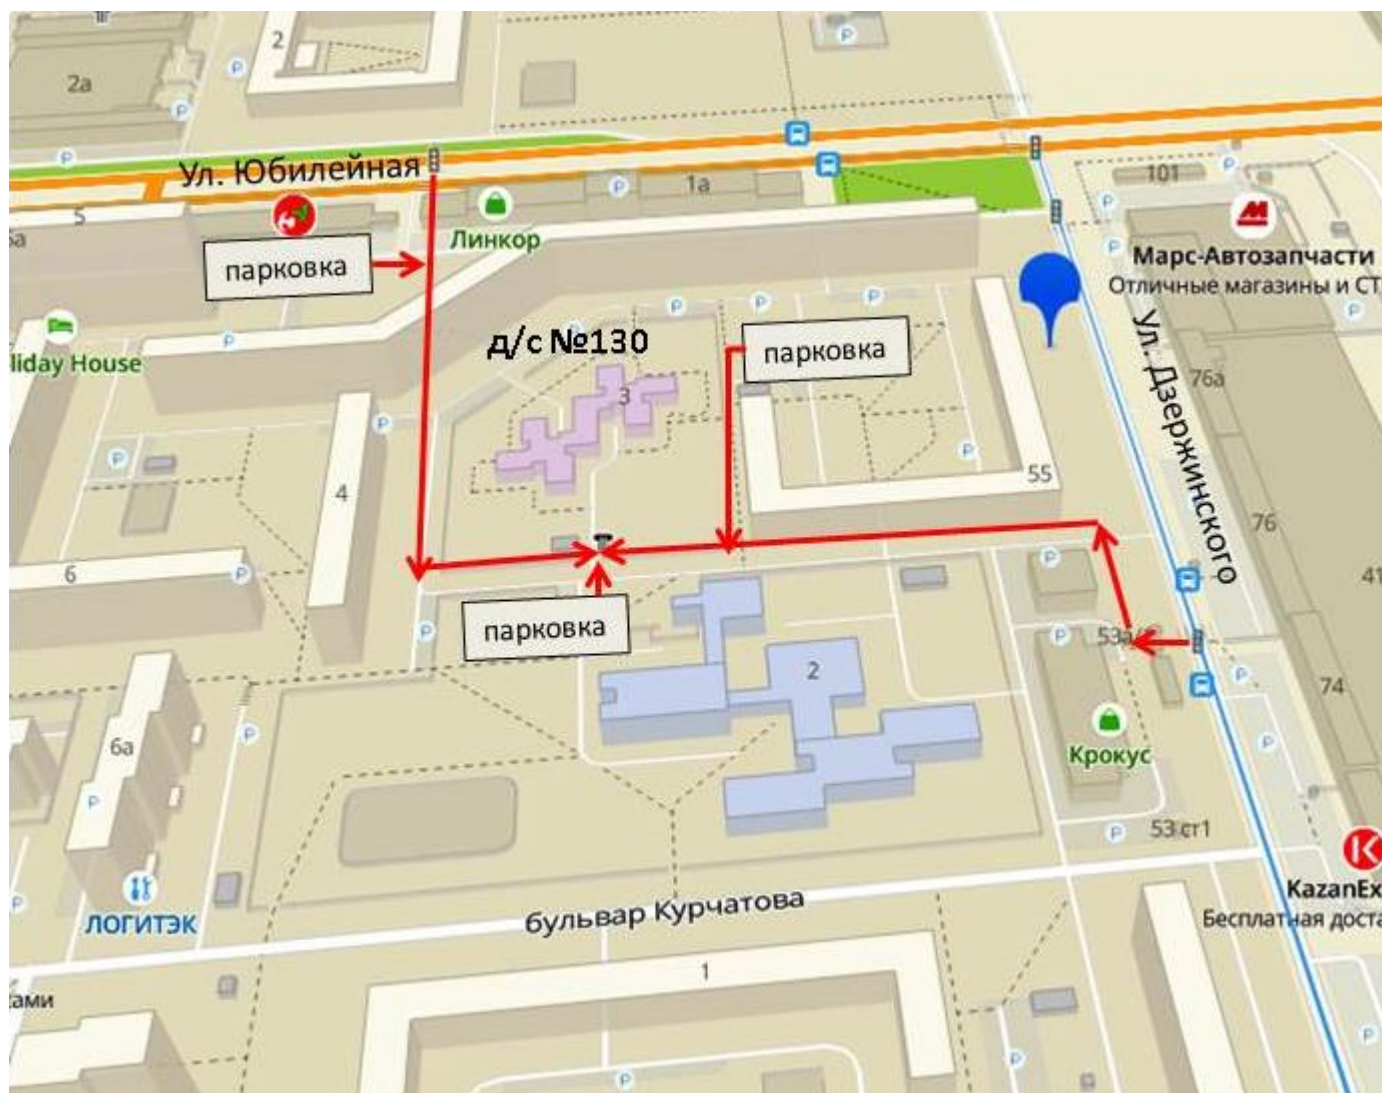 2
2а
Ул. Юбилейная
1а
101
5
Линкор
парковка
Марс-Автозапчасти
Отличные магазины и СТ
liday House
д/с №130
парковка
Ул. Дзержинского
3
76а
55
4
76
6
41
парковка
53а
2
74
6а
Крокус
53 ст1
ЛОГИТЭК
бульвар Курчатова
KazanEx
Бесплатная доста
1
сами